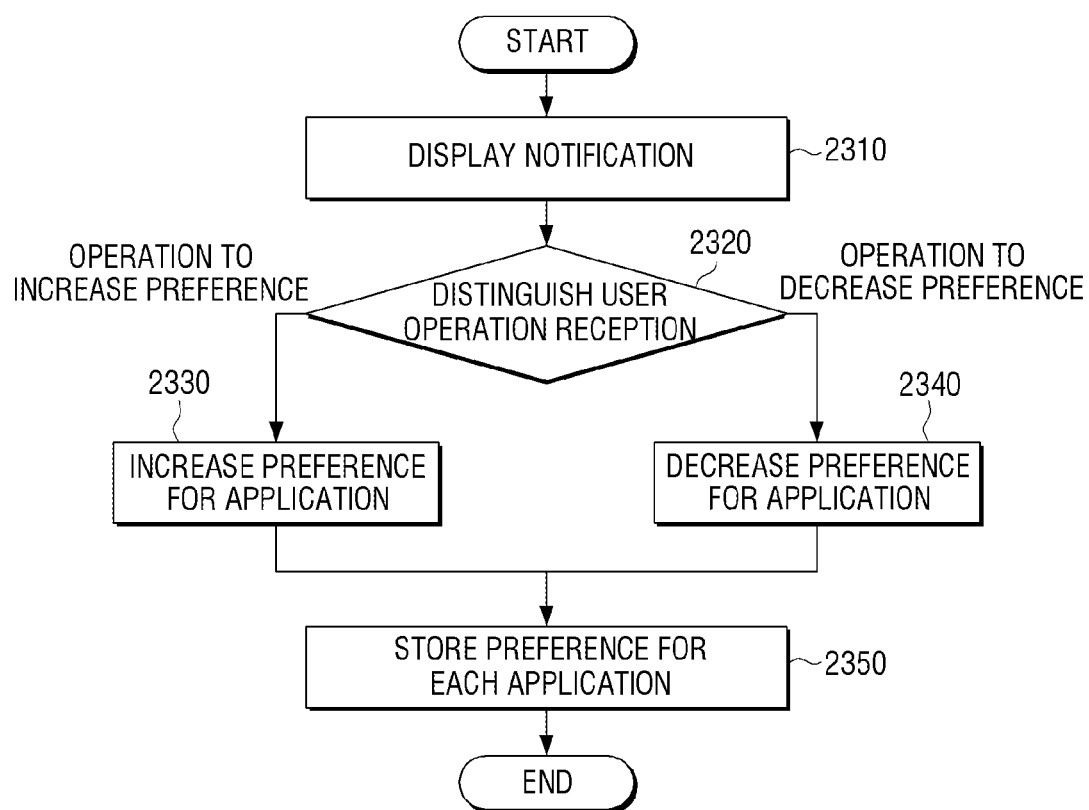 START
DISPLAY NOTIFICATION
2310
OPERATION TO
INCREASE PREFERENCE
2320
OPERATION TO
DECREASE PREFERENCE
DISTINGUISH USER
OPERATION RECEPTION
2330
INCREASE PREFERENCE
FOR APPLICATION
2340
DECREASE PREFERENCE
FOR APPLICATION
STORE PREFERENCE FOR
EACH APPLICATION
2350
END